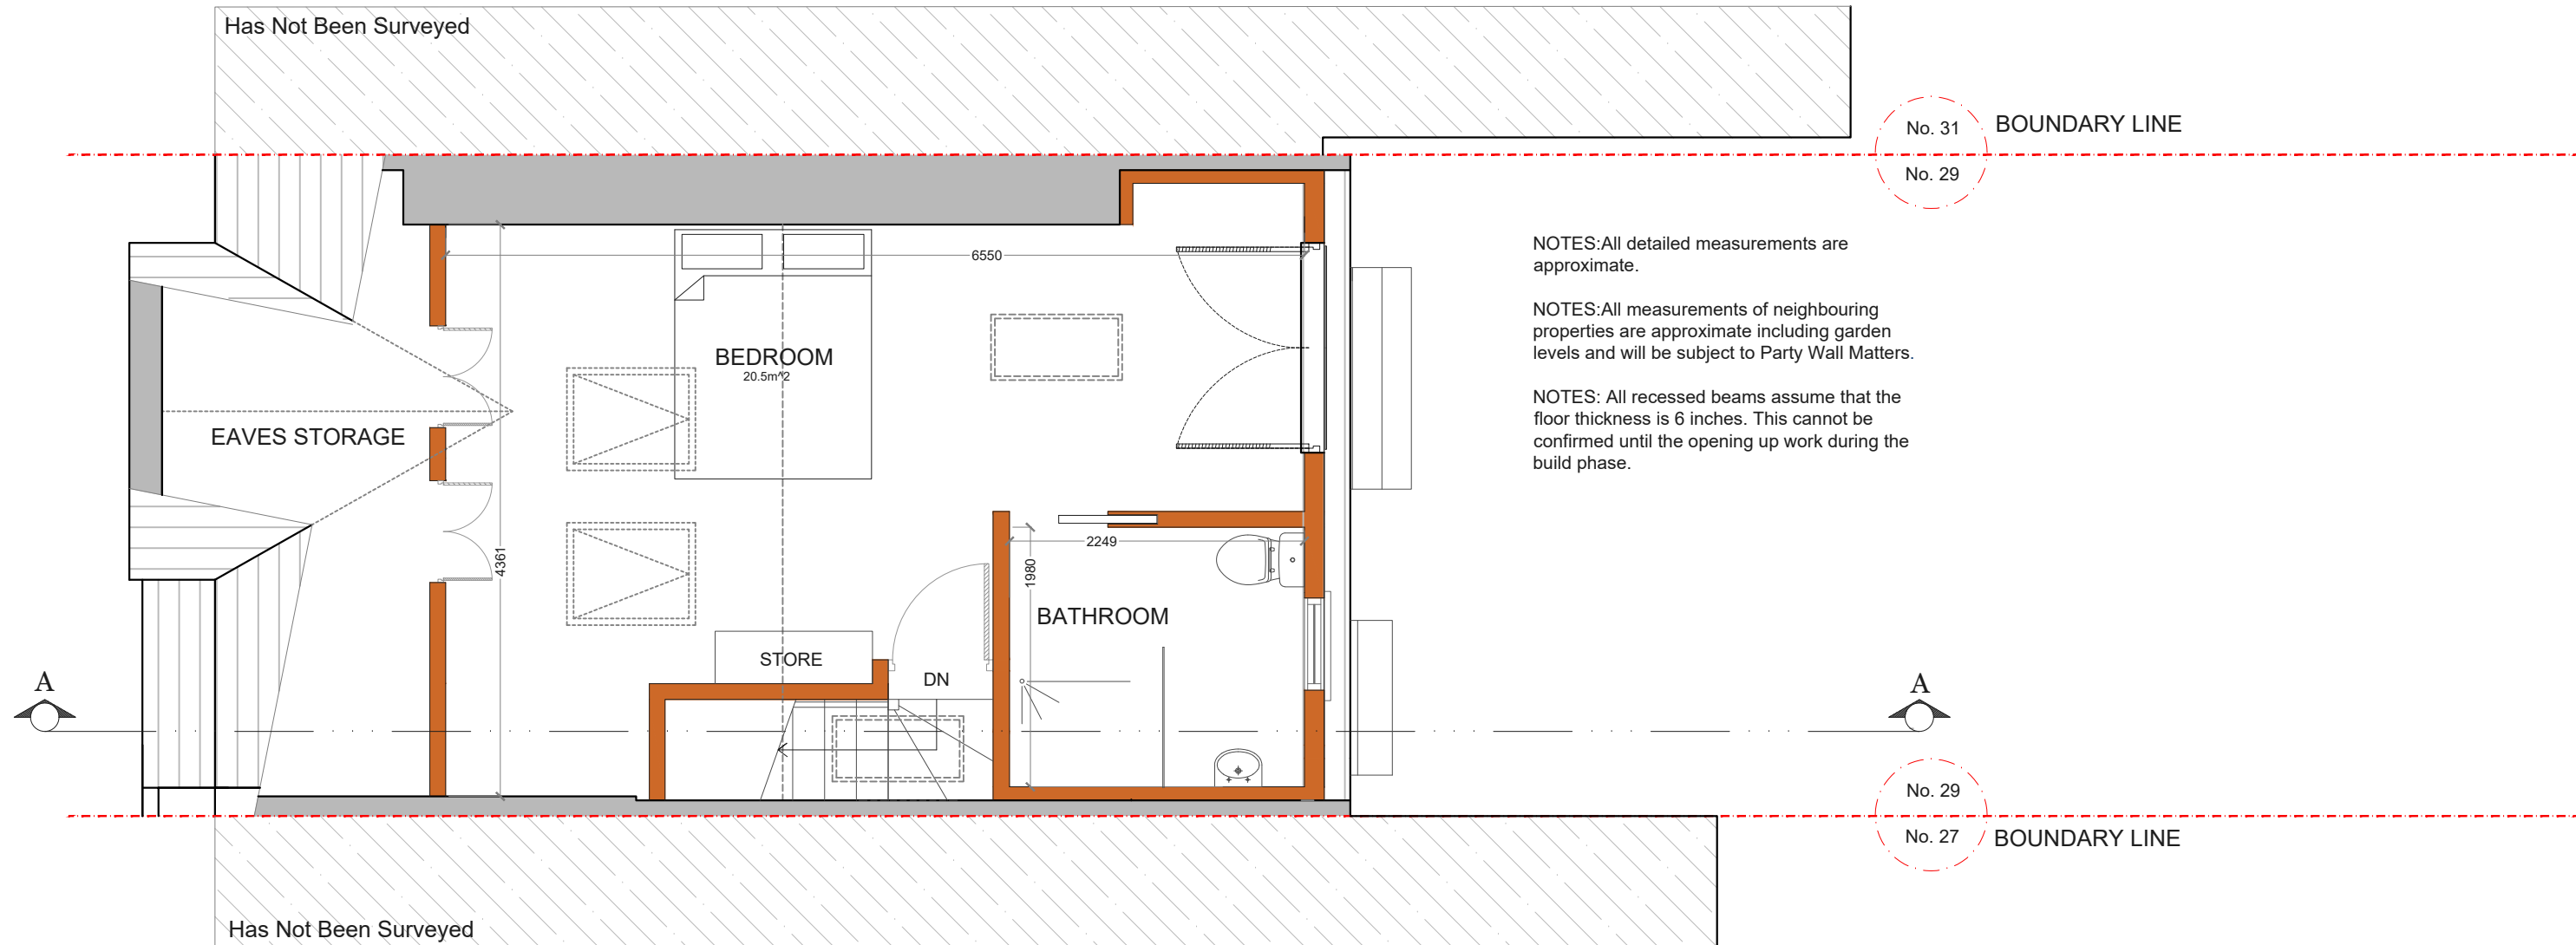 Has Not Been Surveyed
No. 31
BOUNDARY LINE
No. 29
NOTES:All detailed measurements are
approximate.
NOTES:All measurements of neighbouring
properties are approximate including garden
levels and will be subject to Party Wall Matters.
NOTES: All recessed beams assume that the
floor thickness is 6 inches. This cannot be
confirmed until the opening up work during the
build phase.
6550
BEDROOM
20.5m^2
EAVES STORAGE
4361
2249
1980
BATHROOM
STORE
DN
A
A
No. 29
No. 27
BOUNDARY LINE
Has Not Been Surveyed